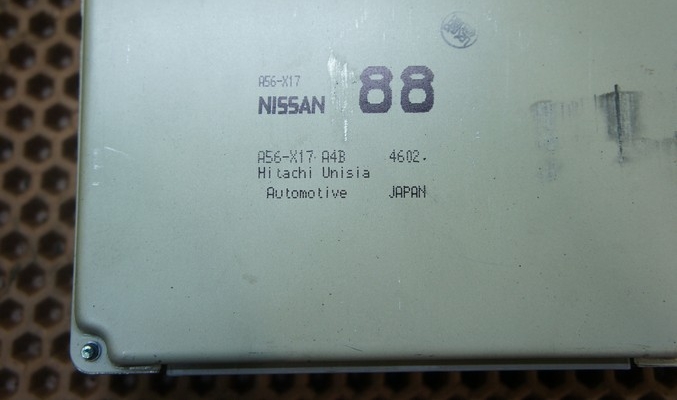 A56-X17
NISSAN 88
A56-X17 A4B 4602.
Hitachi Unisia
Automotive JAPAN